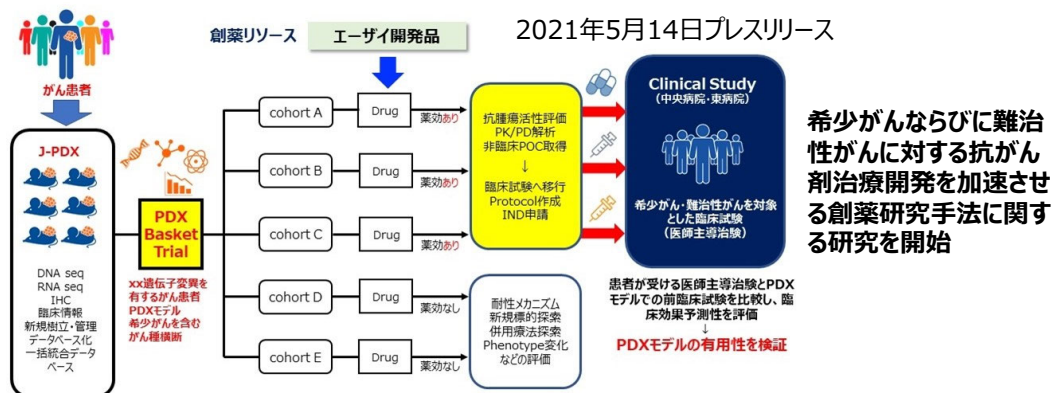 創薬リソース
エーザイ開発品
2021年5月14日プレスリリース
がん患者
J-PDX
DNA seq
RNA seq
IHC
臨床情報
新規樹立・管理
データベース化
一括統合データ
ベース
PDX
Basket
Trial
xx遺伝子変異を
有するがん患者
PDXモデル
希少がんを含む
がん種横断
cohort A
Drug
薬効あり
cohort B
Drug
薬効あり
cohort C
Drug
薬効あり
cohort D
Drug
薬効なし
cohort E
Drug
薬効なし
抗腫瘍活性評価
PK/PD解析
非臨床POC取得
↓
臨床試験へ移行
Protocol作成
IND申請
耐性メカニズム
新規標的探索
併用療法探索
Phenotype変化
などの評価
Clinical Study
(中央病院・東病院)
希少がん・難治性がんを対象
とした臨床試験
(医師主導治験)
患者が受ける医師主導治験とPDX
モデルでの前臨床試験を比較し、臨
床効果予測性を評価
↓
PDXモデルの有用性を検証
希少がんならびに難治
性がんに対する抗がん
剤治療開発を加速させ
る創薬研究手法に関す
る研究を開始